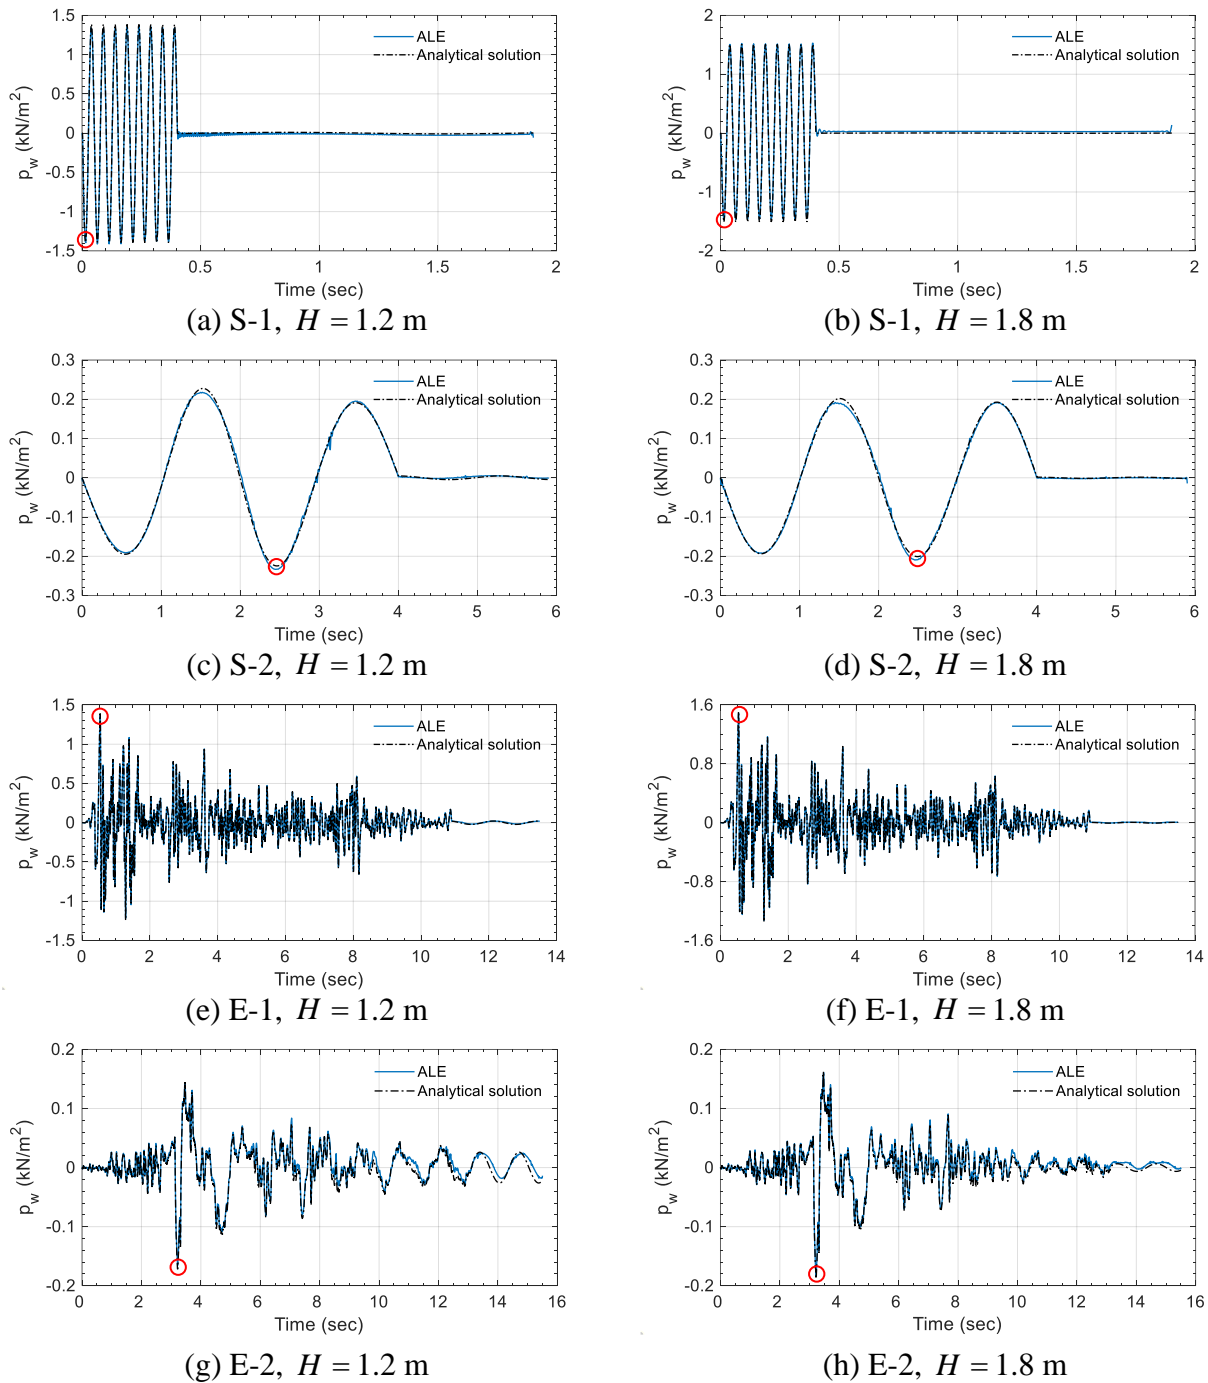 1.5
1
0.5
0
-0.5
-1
-1.5
p_w (kN/m^2)
ALE
Analytical solution
0 0.5 1 1.5 2
Time (sec)
(a) S-1, H = 1.2 m
2
1
0
-1
-2
p_w (kN/m^2)
ALE
Analytical solution
0 0.5 1 1.5 2
Time (sec)
(b) S-1, H = 1.8 m
0.3
0.2
0.1
0
-0.1
-0.2
-0.3
p_w (kN/m^2)
ALE
Analytical solution
0 1 2 3 4 5 6
Time (sec)
(c) S-2, H = 1.2 m
0.3
0.2
0.1
0
-0.1
-0.2
-0.3
p_w (kN/m^2)
ALE
Analytical solution
0 1 2 3 4 5 6
Time (sec)
(d) S-2, H = 1.8 m
1.5
1
0.5
0
-0.5
-1
-1.5
p_w (kN/m^2)
ALE
Analytical solution
0 2 4 6 8 10 12 14
Time (sec)
(e) E-1, H = 1.2 m
1.6
0.8
0
-0.8
-1.6
p_w (kN/m^2)
ALE
Analytical solution
0 2 4 6 8 10 12 14
Time (sec)
(f) E-1, H = 1.8 m
0.2
0.1
0
-0.1
-0.2
p_w (kN/m^2)
ALE
Analytical solution
0 2 4 6 8 10 12 14 16
Time (sec)
(g) E-2, H = 1.2 m
0.2
0.1
0
-0.1
-0.2
p_w (kN/m^2)
ALE
Analytical solution
0 2 4 6 8 10 12 14 16
Time (sec)
(h) E-2, H = 1.8 m